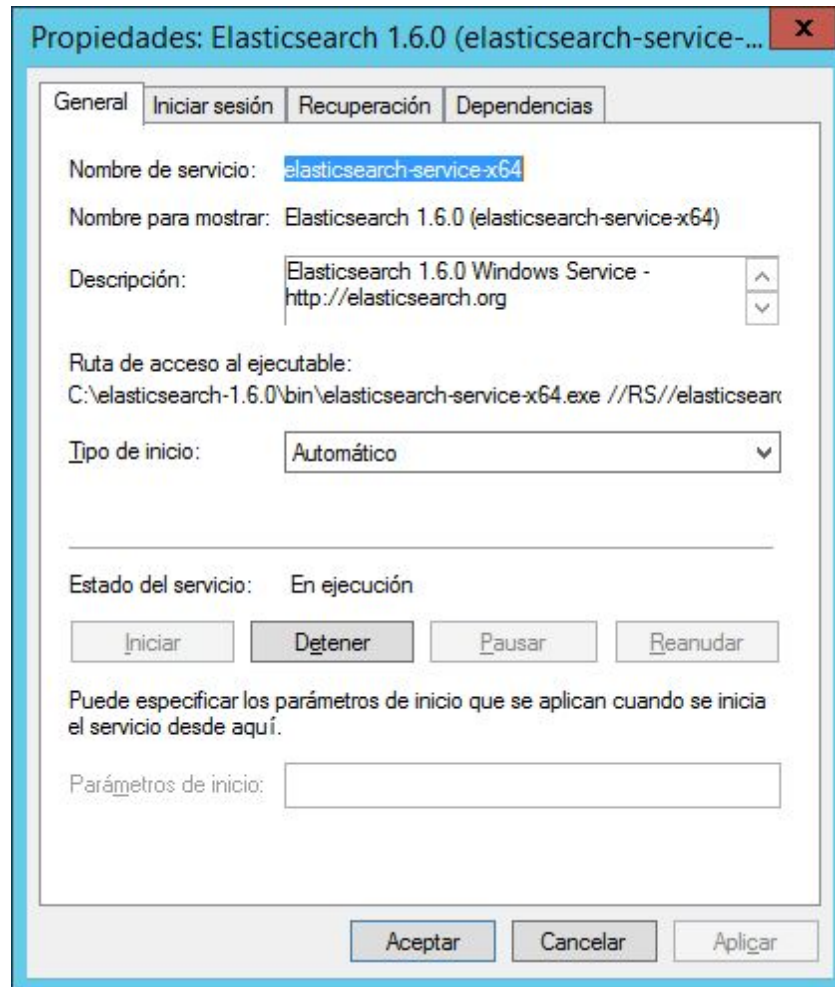 Propiedades: Elasticsearch 1.6.0 (elasticsearch-service-...
x
General Iniciar sesión Recuperación Dependencias
Nombre de servicio: elasticsearch-service-x64
Nombre para mostrar: Elasticsearch 1.6.0 (elasticsearch-service-x64)
Descripción: Elasticsearch 1.6.0 Windows Service -
http://elasticsearch.org
Ruta de acceso al ejecutable:
C:\elasticsearch-1.6.0\bin\elasticsearch-service-x64.exe //RS//elasticsearc
Tipo de inicio: Automático
Estado del servicio: En ejecución
Iniciar Detener Pausar Reanudar
Puede especificar los parámetros de inicio que se aplican cuando se inicia
el servicio desde aquí.
Parámetros de inicio:
Aceptar Cancelar Aplicar